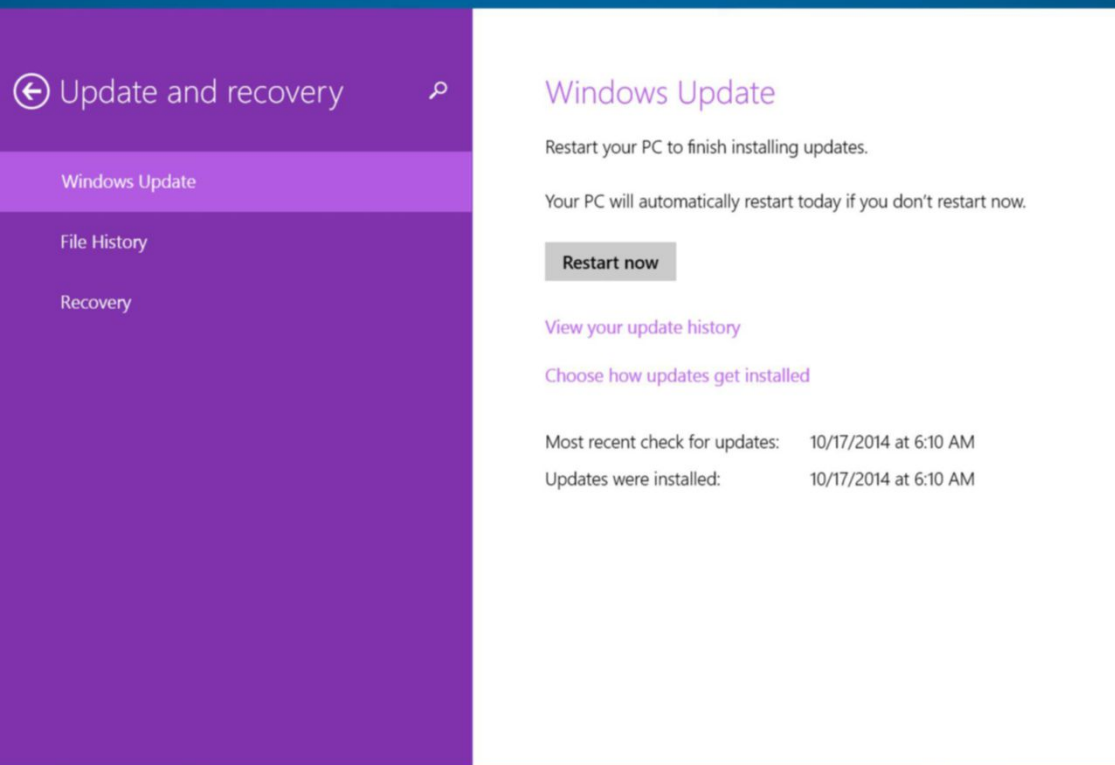 Update and recovery
Windows Update
File History
Recovery
Windows Update
Restart your PC to finish installing updates.
Your PC will automatically restart today if you don’t restart now.
Restart now
View your update history
Choose how updates get installed
Most recent check for updates: 10/17/2014 at 6:10 AM
Updates were installed: 10/17/2014 at 6:10 AM